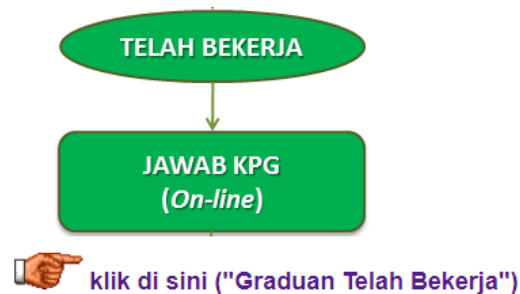 TELAH BEKERJA
JAWAB KPG
(On-line)
klik di sini ("Graduan Telah Bekerja")